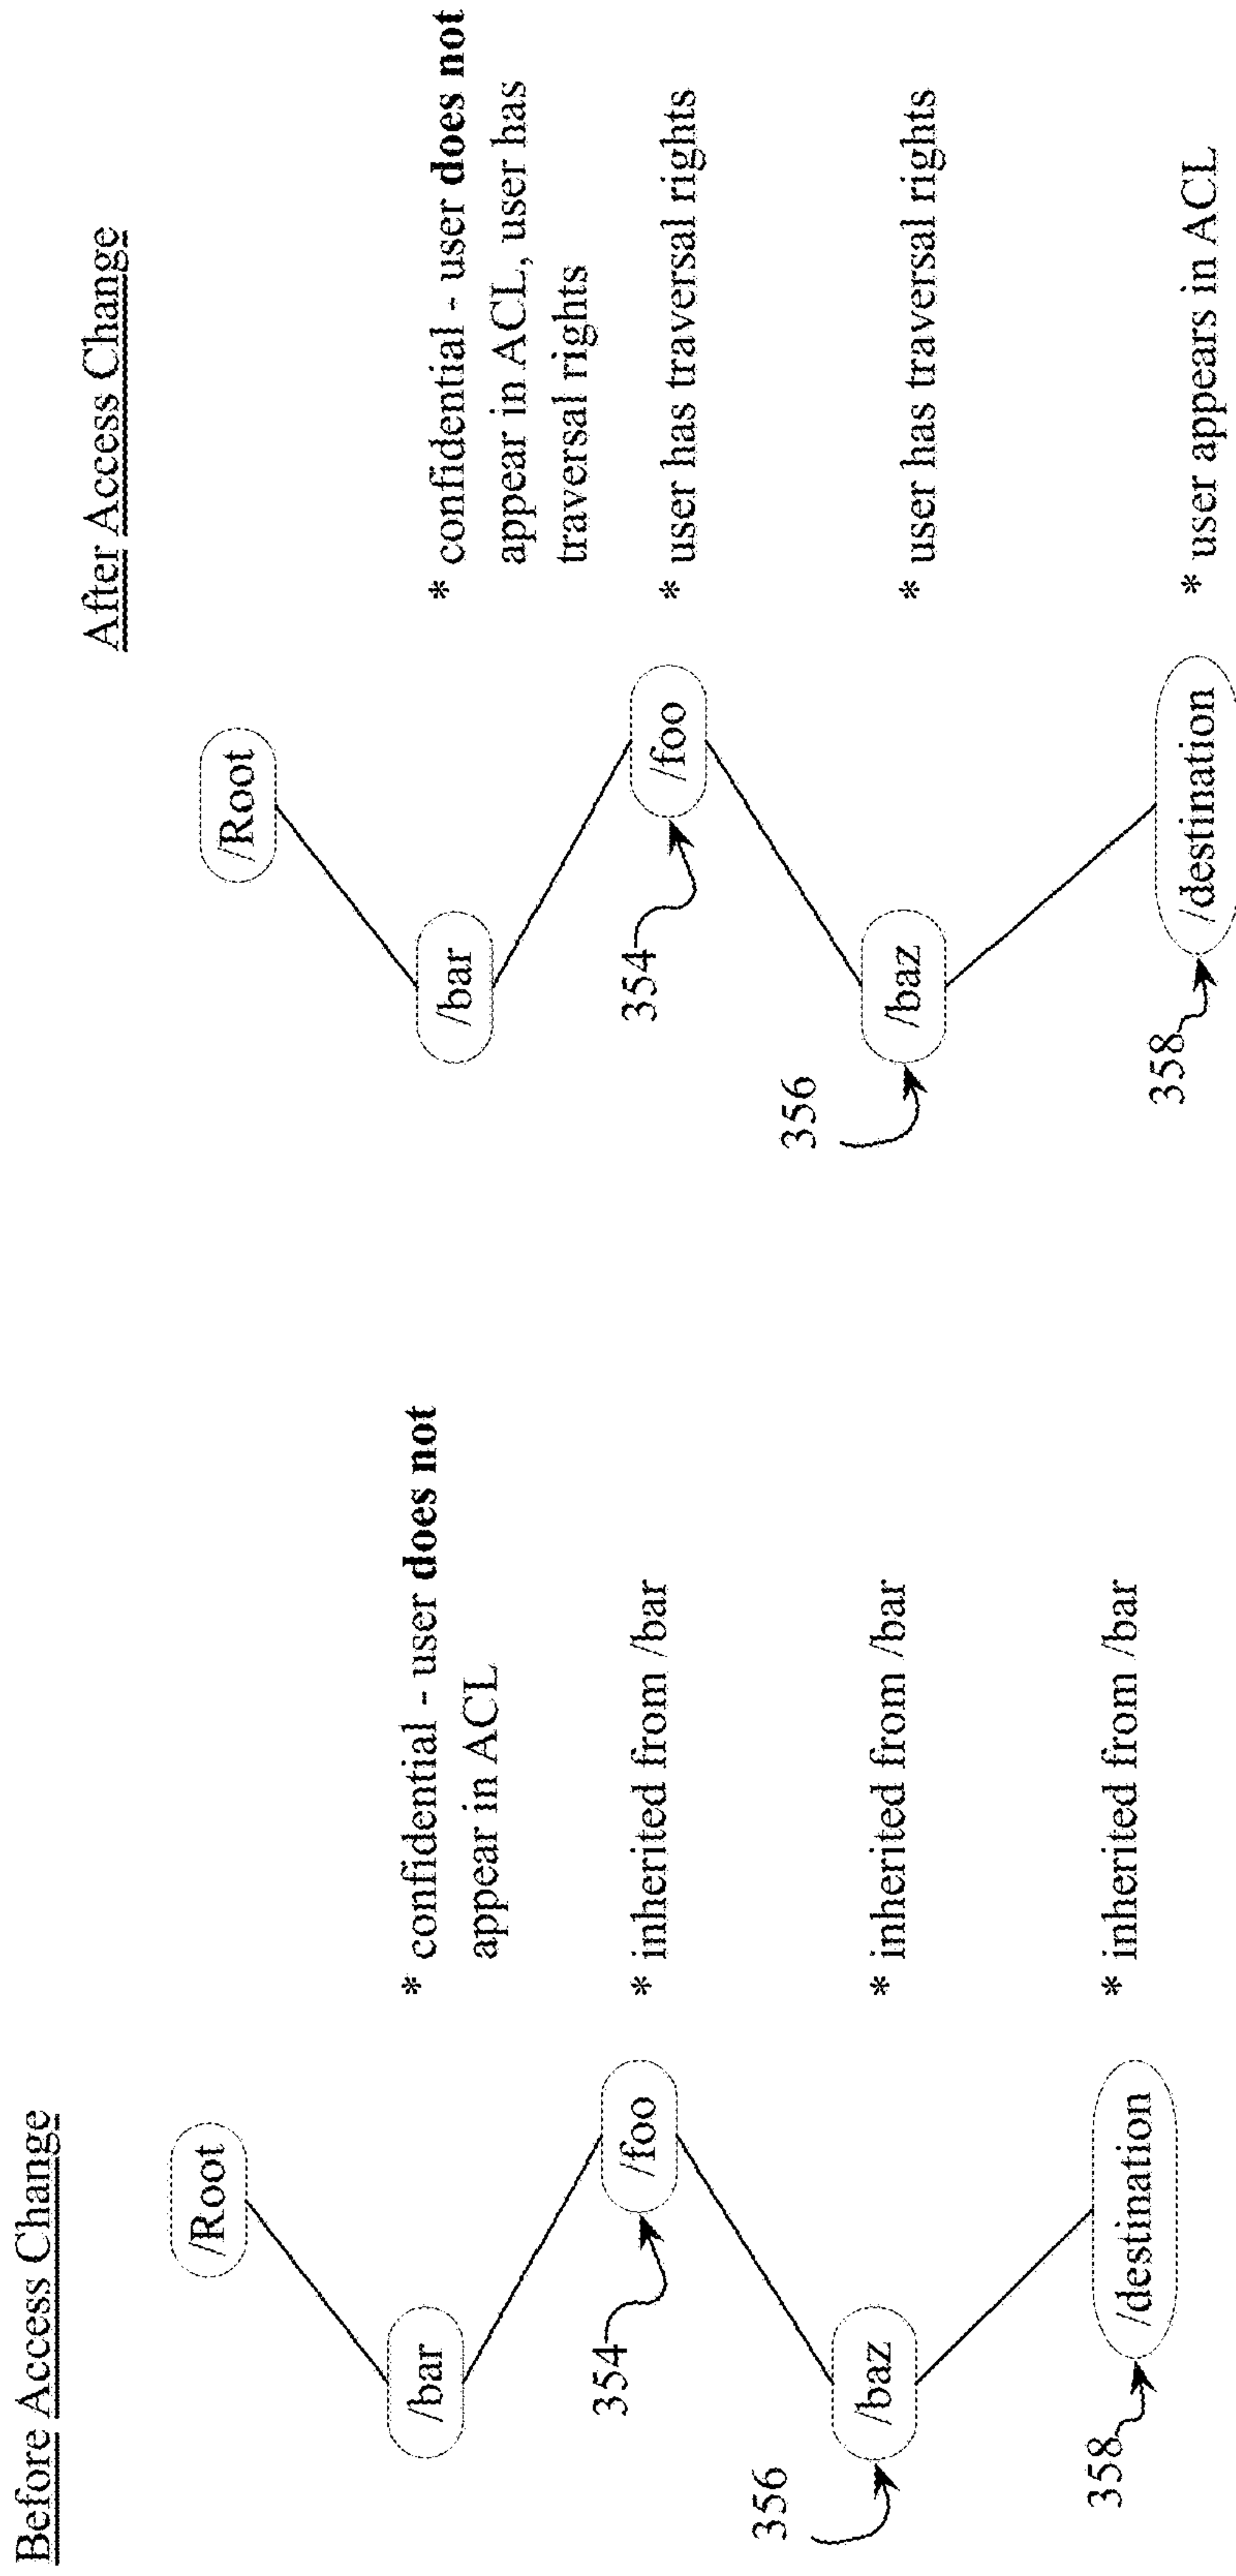 Before Access Change
/Root
/bar
* confidential - user does not
appear in ACL
354
/foo
* inherited from /bar
356
/baz
* inherited from /bar
358
/destination
* inherited from /bar
After Access Change
/Root
/bar
* confidential - user does not
appear in ACL, user has
traversal rights
354
/foo
* user has traversal rights
356
/baz
* user has traversal rights
358
/destination
* user appears in ACL